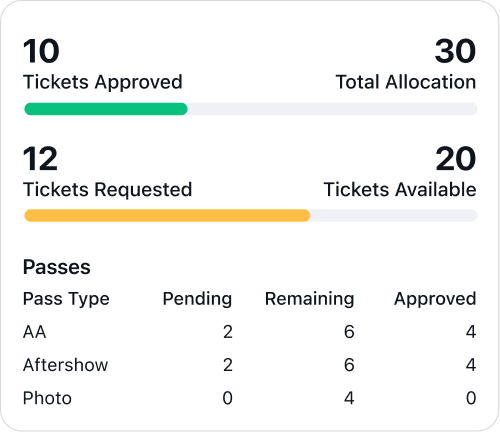 10 30
Tickets Approved Total Allocation
12 20
Tickets Requested Tickets Available
Passes
Pass Type Pending Remaining Approved
AA 2 6 4
Aftershow 2 6 4
Photo 0 4 0